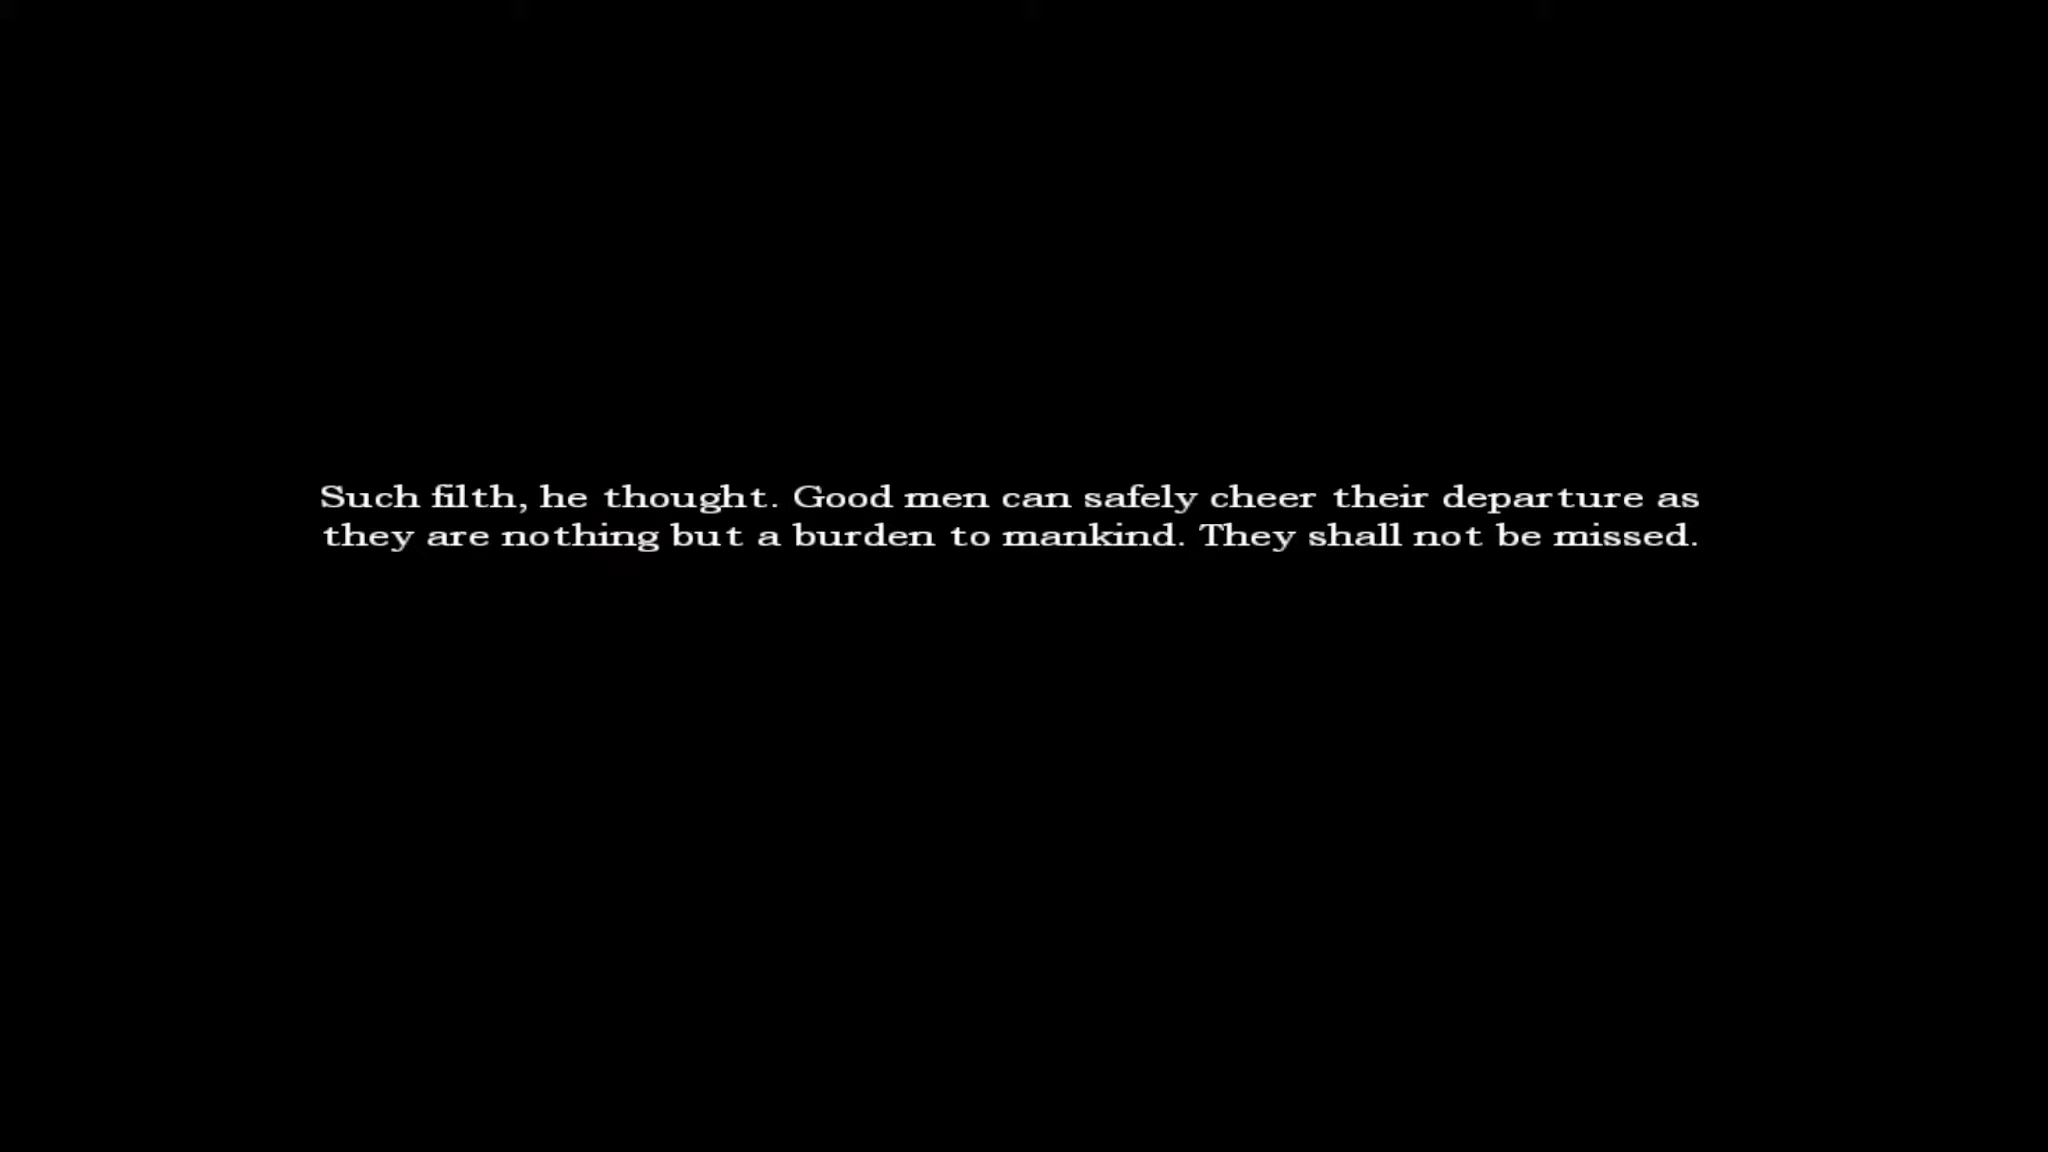 Such filth, he thought. Good men can safely cheer their departure as
they are nothing but a burden to mankind. They shall not be missed.